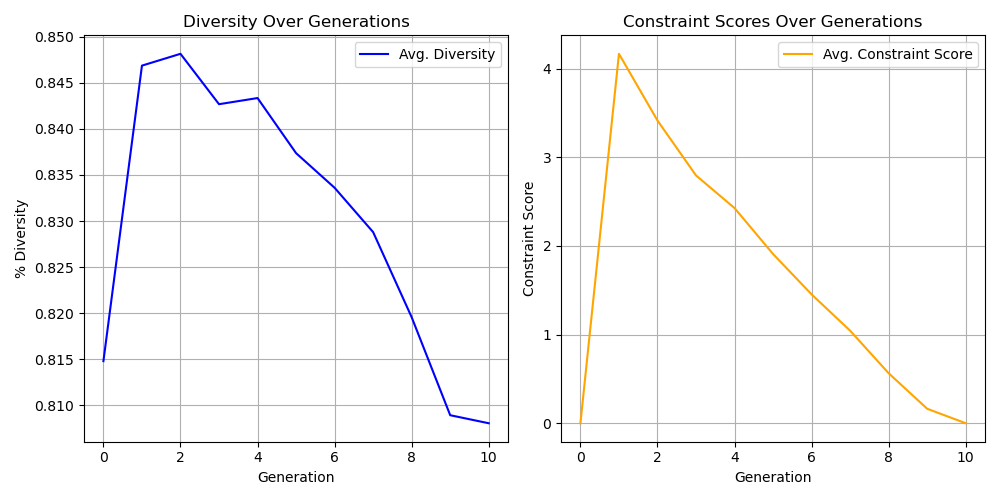 Diversity Over Generations
Avg. Diversity
0.850
0.845
0.840
0.835
0.830
0.825
0.820
0.815
0.810
% Diversity
0 2 4 6 8 10
Generation
Constraint Scores Over Generations
Avg. Constraint Score
4
3
2
1
0
Constraint Score
0 2 4 6 8 10
Generation